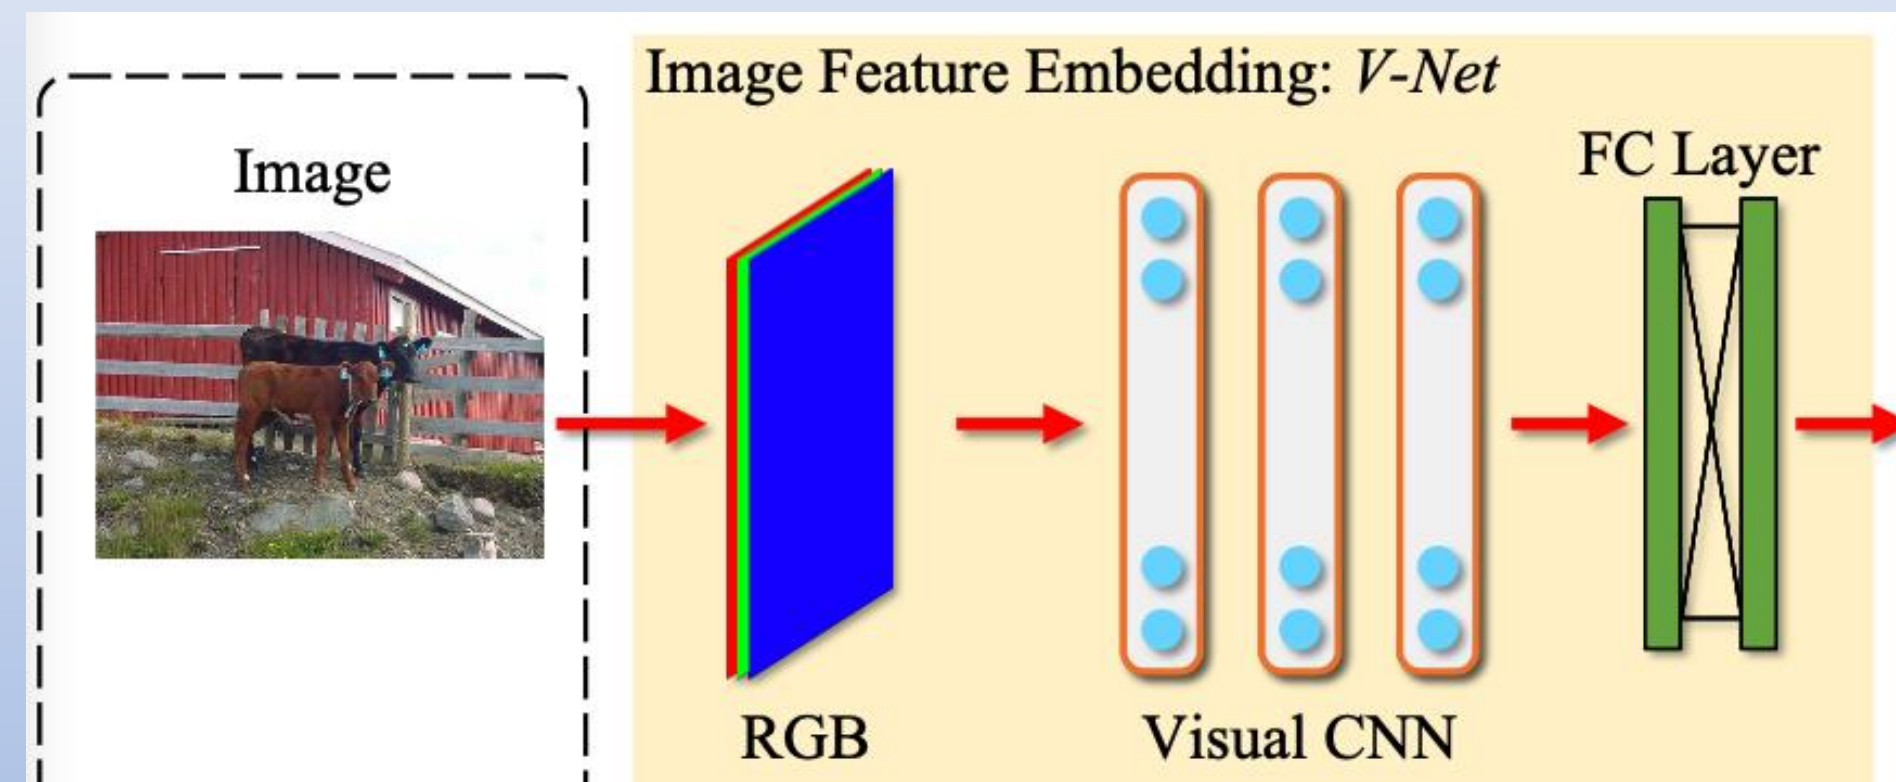 Image Feature Embedding: V-Net
Image
FC Layer
RGB
Visual CNN